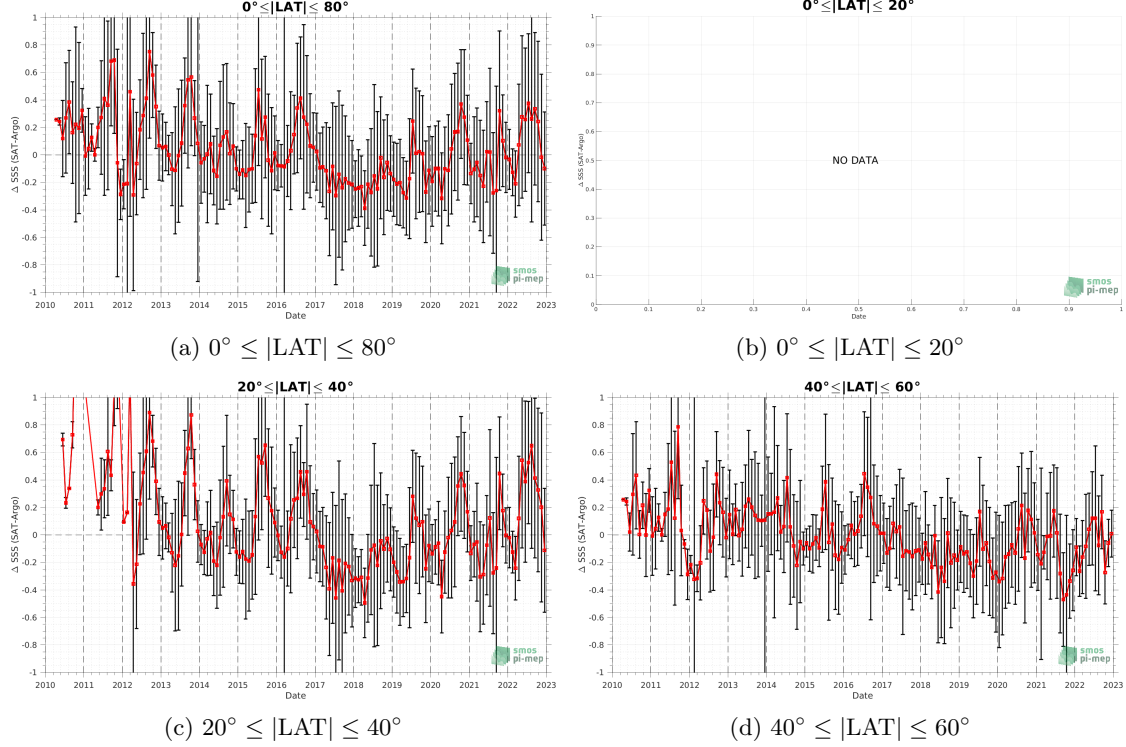 0°≤|LAT|≤ 80°
1
0.8
0.6
0.4
0.2
0
-0.2
-0.4
-0.6
-0.8
-1
Δ SSS (SAT-Argo)
2010 2011 2012 2013 2014 2015 2016 2017 2018 2019 2020 2021 2022 2023
Date
smos
pi-mep
(a) 0° ≤ |LAT| ≤ 80°
0°≤|LAT|≤ 20°
1
0.9
0.8
0.7
0.6
0.5
0.4
0.3
0.2
0.1
0
Δ SSS (SAT-Argo)
NO DATA
0 0.1 0.2 0.3 0.4 0.5 0.6 0.7 0.8 0.9 1
Date
smos
pi-mep
(b) 0° ≤ |LAT| ≤ 20°
20°≤|LAT|≤ 40°
1
0.8
0.6
0.4
0.2
0
-0.2
-0.4
-0.6
-0.8
-1
Δ SSS (SAT-Argo)
2010 2011 2012 2013 2014 2015 2016 2017 2018 2019 2020 2021 2022 2023
Date
smos
pi-mep
(c) 20° ≤ |LAT| ≤ 40°
40°≤|LAT|≤ 60°
1
0.8
0.6
0.4
0.2
0
-0.2
-0.4
-0.6
-0.8
-1
Δ SSS (SAT-Argo)
2010 2011 2012 2013 2014 2015 2016 2017 2018 2019 2020 2021 2022 2023
Date
smos
pi-mep
(d) 40° ≤ |LAT| ≤ 60°